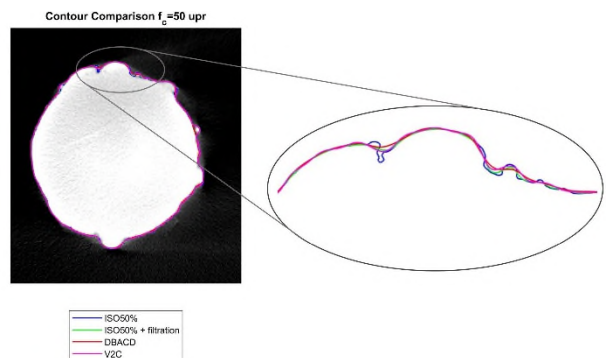 Contour Comparison f_c=50 upr
ISO50%
ISO50% + filtration
DBACD
V2C